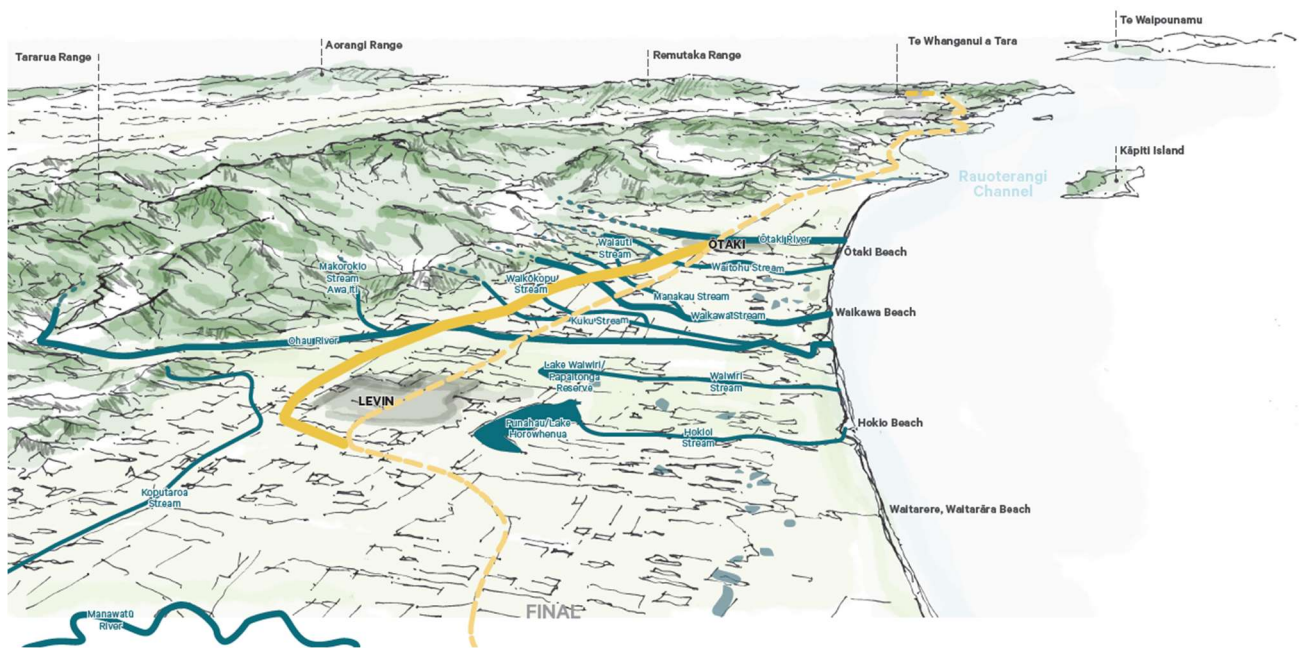 Te Waipounamu
Te Whanganui a Tara
Aorangi Range
Remutaka Range
Tararua Range
Kāpiti Island
Rauoterangi
Channel
ŌTAKI
Ōtaki River
Waiauti
Stream
Ōtaki Beach
Waitohu Stream
Makorokio
Stream
Awa iti
Waikōkopu
Stream
Manakau Stream
Waikawa Stream
Waikawa Beach
Kuku Stream
Ohau River
Lake Waiwiri/
Papaitonga
Reserve
Waiwiri
Stream
LEVIN
Punahau/Lake
Horowhenua
Hokioi
Stream
Hokio Beach
Koputaroa
Stream
Waitarere, Waitarāra Beach
Manawatū
River
FINAL